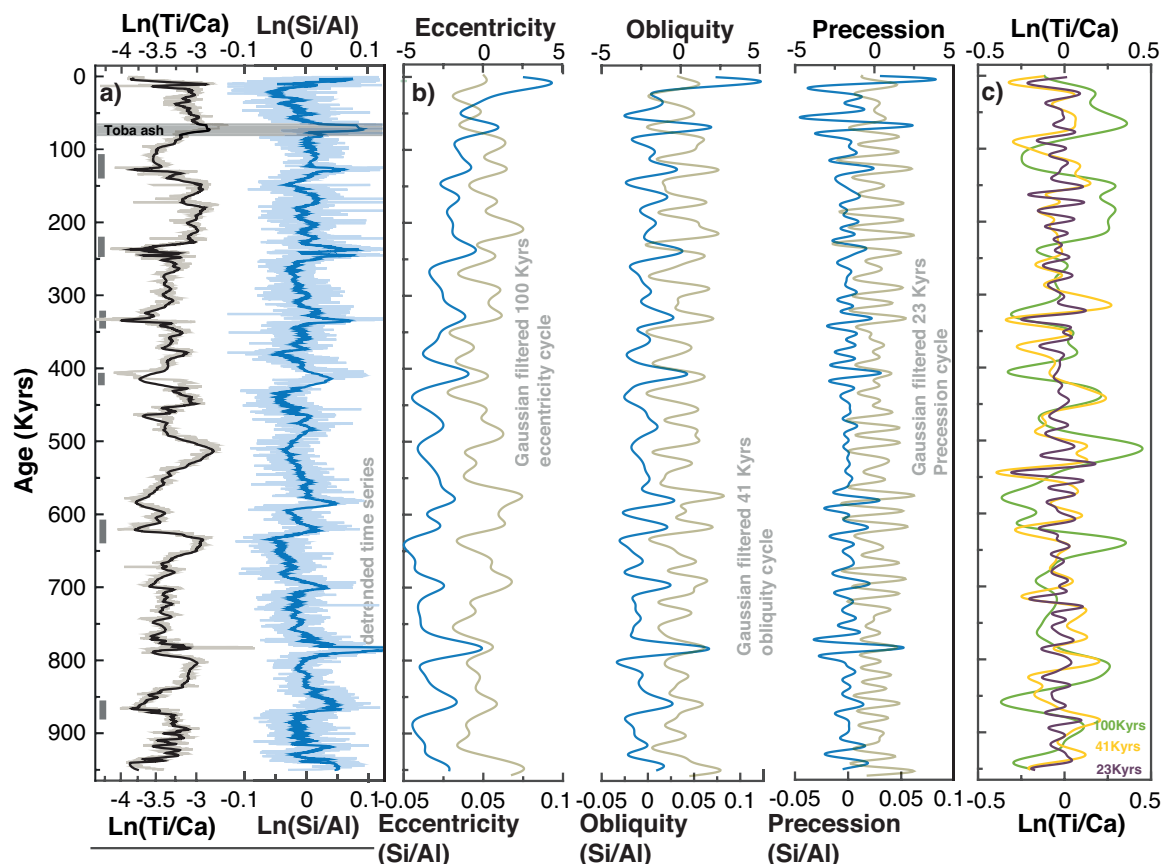 Ln(Ti/Ca) Ln(Si/Al) Eccentricity Obliquity Precession Ln(Ti/Ca)
-4 -3.5 -3 -0.1 0 0.1 -5 0 5 -5 0 5 -5 0 5 -0.5 0 0.5
0
a)
b)
c)
Toba ash
100
200
300
400
500
600
700
800
900
Age (Kyrs)
detrended time series
Gaussian filtered 100 Kyrs
eccentricity cycle
Gaussian filtered 41 Kyrs
obliquity cycle
Gaussian filtered 23 Kyrs
Precession cycle
100Kyrs
41Kyrs
23Kyrs
-4 -3.5 -3 -0.1 0 0.1 -0.05 0 0.05 0.1 -0.05 0 0.05 0.1 -0.05 0 0.05 0.1 -0.5 0 0.5
Ln(Ti/Ca) Ln(Si/Al) Eccentricity Obliquity Precession Ln(Ti/Ca)
(Si/Al) (Si/Al) (Si/Al)